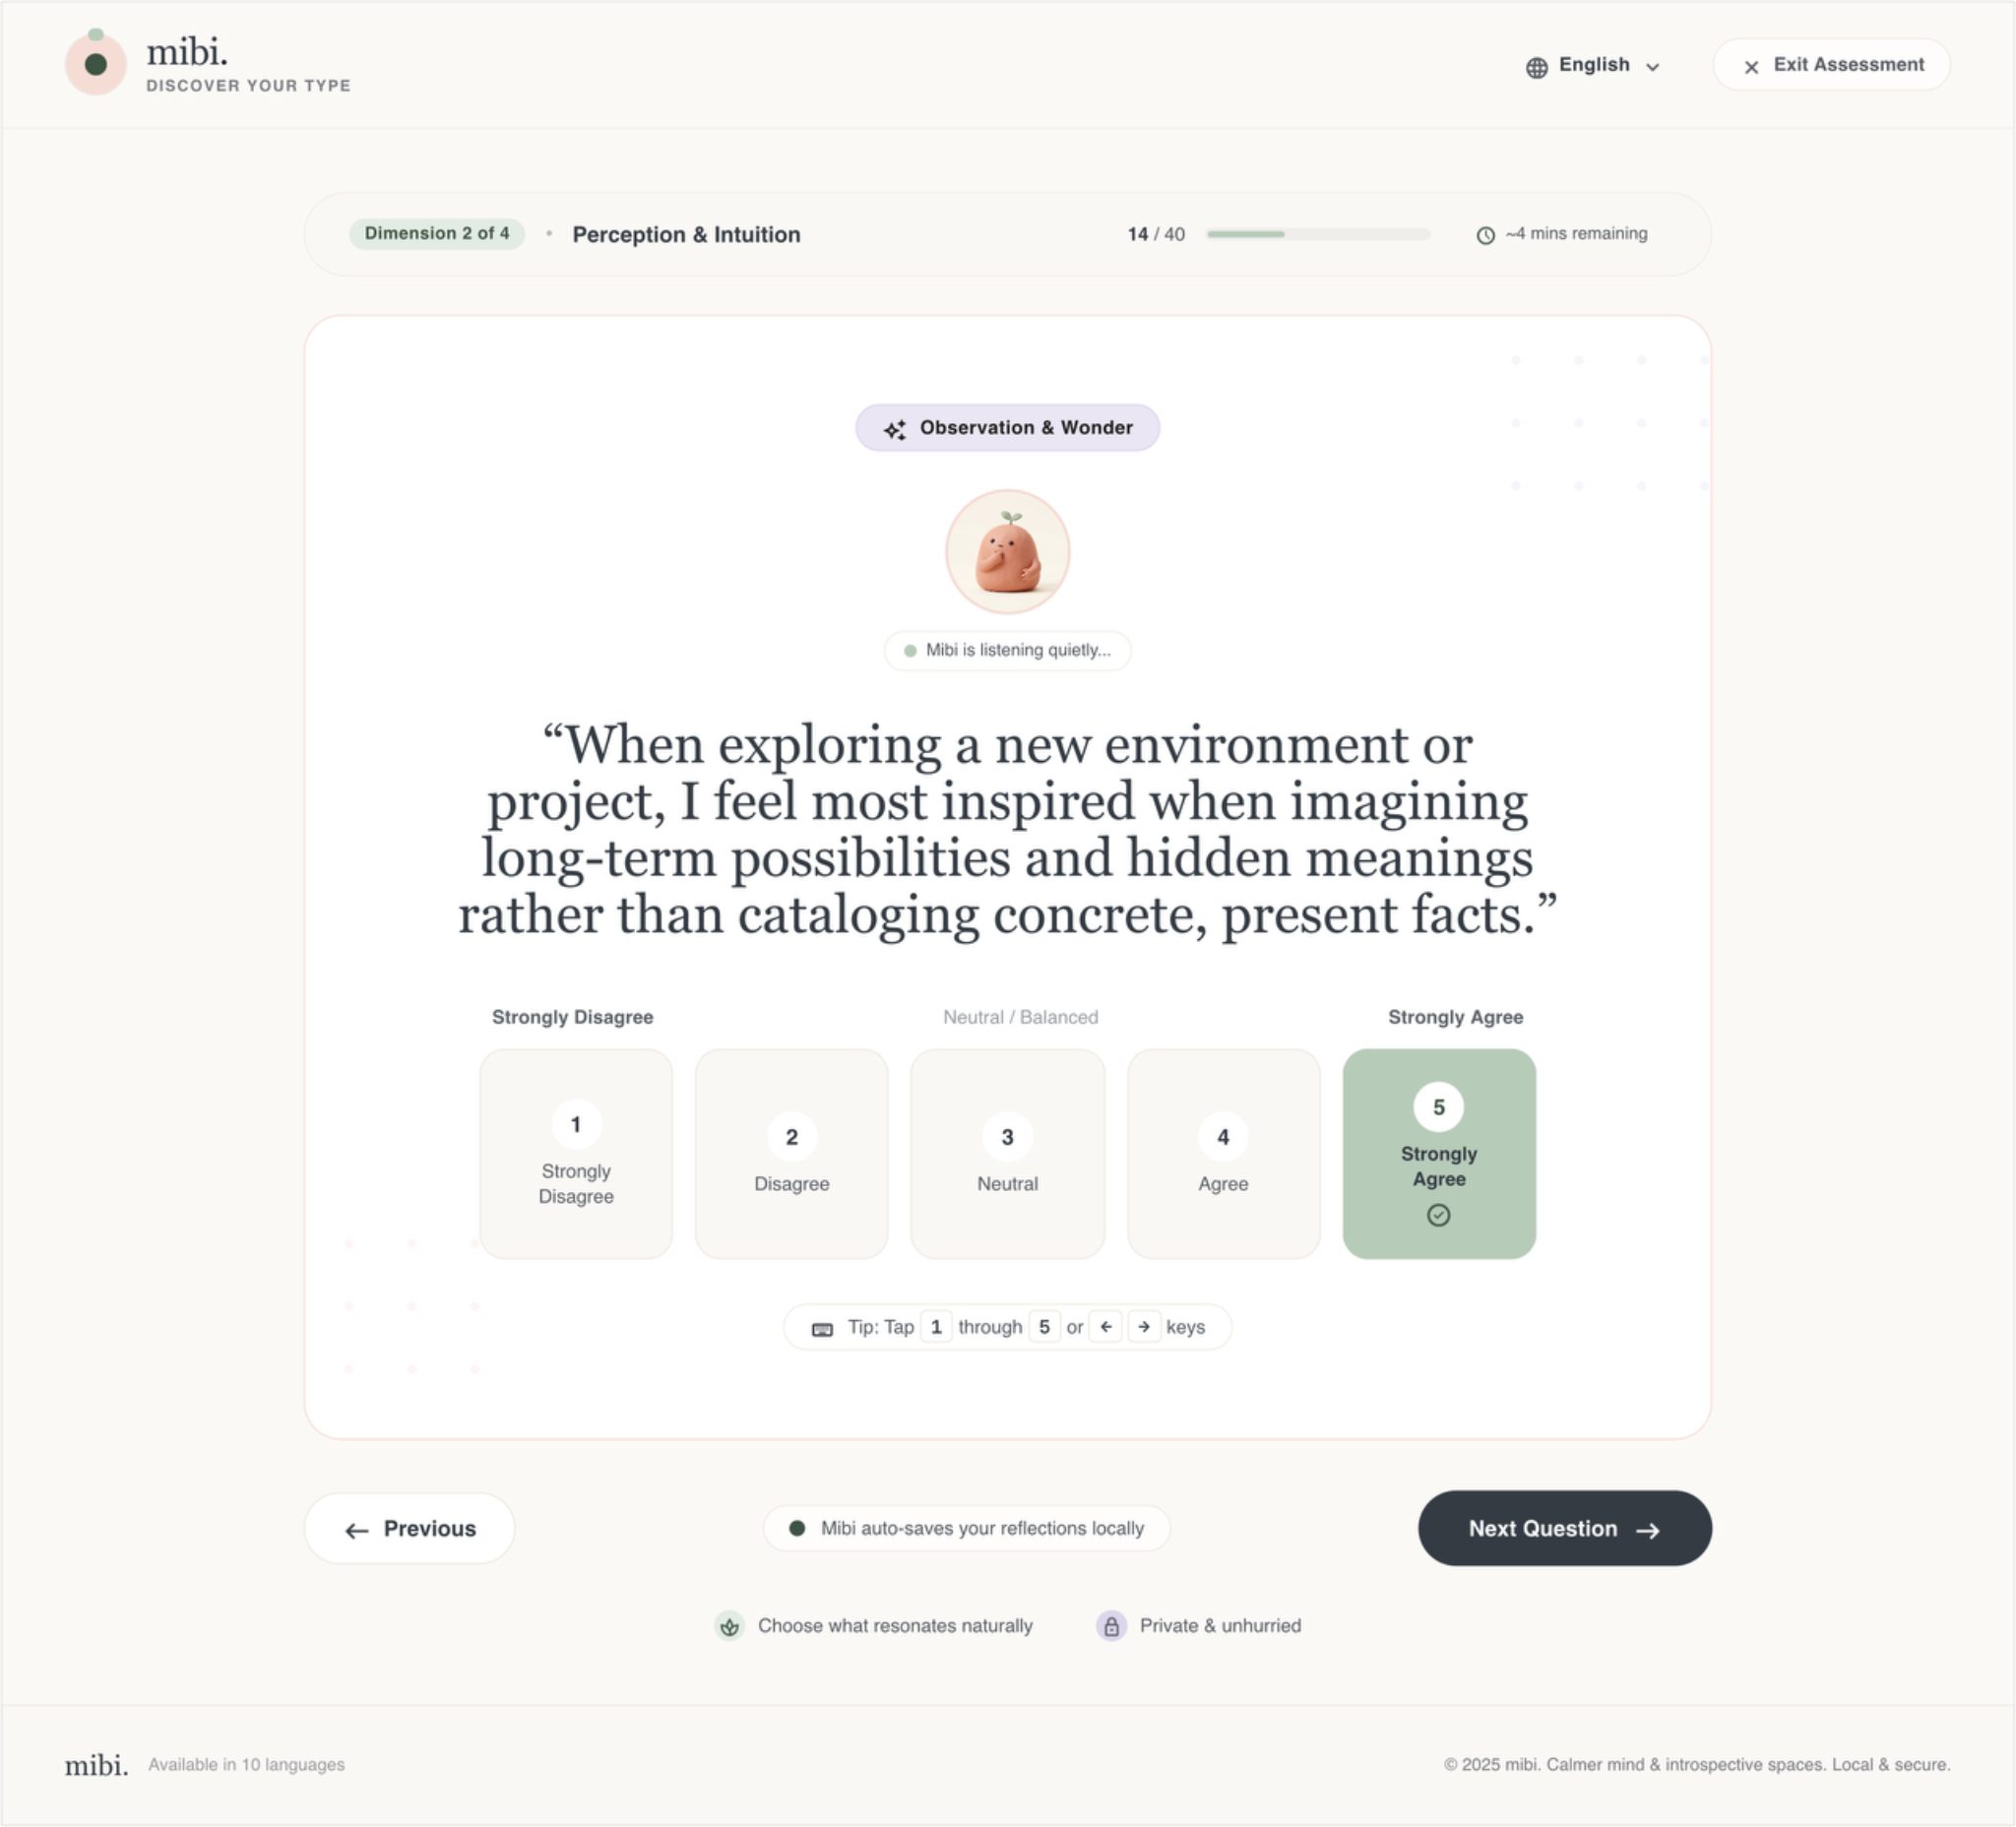 mibi.
DISCOVER YOUR TYPE
English
Exit Assessment
Dimension 2 of 4 • Perception & Intuition
14 / 40
~4 mins remaining
Observation & Wonder
Mibi is listening quietly...
“When exploring a new environment or
project, I feel most inspired when imagining
long-term possibilities and hidden meanings
rather than cataloging concrete, present facts.”
Strongly Disagree
Neutral / Balanced
Strongly Agree
1
Strongly
Disagree
2
Disagree
3
Neutral
4
Agree
5
Strongly
Agree
Tip: Tap 1 through 5 or ← → keys
Previous
Mibi auto-saves your reflections locally
Next Question
Choose what resonates naturally
Private & unhurried
mibi.
Available in 10 languages
© 2025 mibi. Calmer mind & introspective spaces. Local & secure.